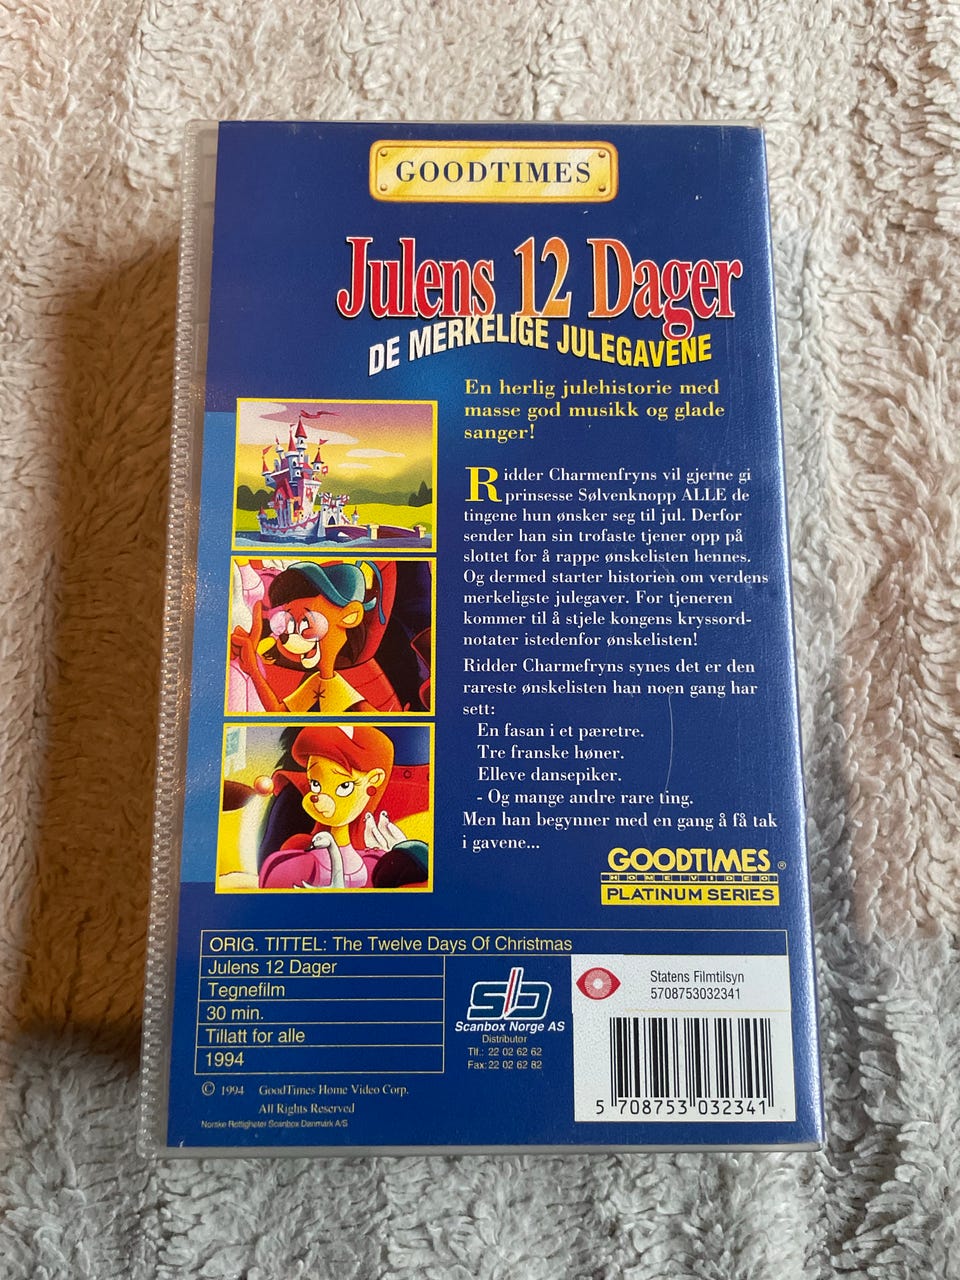 GOODTIMES
Julens 12 Dager
DE MERKELIGE JULEGAVENE
En herlig julehistorie med
masse god musikk og glade
sanger!
Ridder Charmenfryns vil gjerne gi
prinsesse Sølvenknopp ALLE de
tingene hun ønsker seg til jul. Derfor
sender han sin trofaste tjener opp på
slottet for å rappe ønskelisten hennes.
Og dermed starter historien om verdens
merkeligste julegaver. For tjeneren
kommer til å stjele kongens kryssord-
notater istedenfor ønskelisten!
Ridder Charmefryns synes det er den
rareste ønskelisten han noen gang har
sett:
En fasan i et pæretre.
Tre franske høner.
Elleve dansepiker.
- Og mange andre rare ting.
Men han begynner med en gang å få tak
i gavene...
GOODTIMES ®
HOME VIDEO
PLATINUM SERIES
ORIG. TITTEL: The Twelve Days Of Christmas
Julens 12 Dager
Tegnefilm
30 min.
Tillatt for alle
1994
sb
Scanbox Norge AS
Distributør
Tlf.: 22 02 62 62
Fax: 22 02 62 82
Statens Filmtilsyn
5708753032341
5 708753 032341
© 1994 GoodTimes Home Video Corp.
All Rights Reserved
Norske Rettigheter Scanbox Danmark A/S